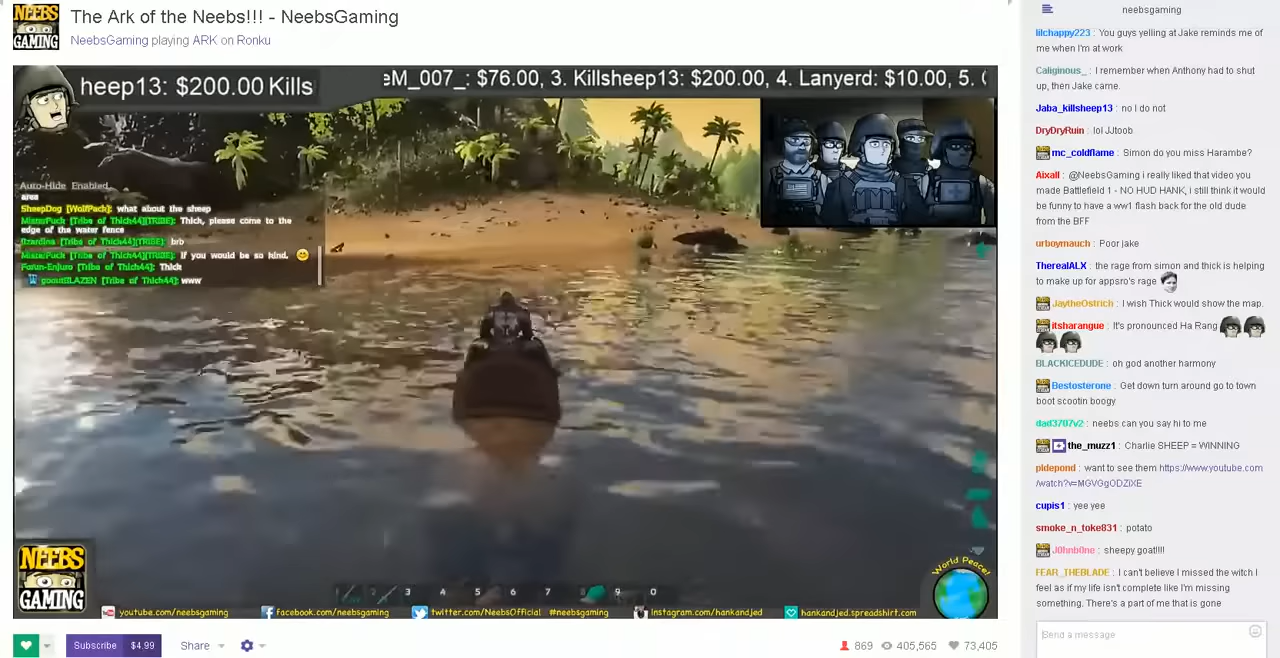 NEEBS
GAMING
The Ark of the Neebs!!! - NeebsGaming
NeebsGaming playing ARK on Ronku
heep13: $200.00 Kills
eM_007_: $76.00, 3. Killsheep13: $200.00, 4. Lanyerd: $10.00, 5.
Auto-Hide Enabled
area
SheepDog [WolfPack]: what about the sheep
MisterPuck [Tribe of Thich44][TRIBE]: Thich, please come to the
edge of the water fence
[Tribe of Thich44][TRIBE]: brb
MisterPuck [Tribe of Thich44][TRIBE]: If you would be so kind.
[Tribe of Thich44]: Thick
[Tribe of Thich44]: www
3 4 5 6 7 8 9 0
NEEBS
GAMING
World Peace!
youtube.com/neebsgaming
facebook.com/neebsgaming
twitter.com/NeebsOfficial #neebsgaming
instagram.com/hankandjed
hankandjed.spreadshirt.com
Subscribe $4.99
Share
869 405,565 73,405
neebsgaming
lilchappy223 : You guys yelling at Jake reminds me of
me when I'm at work
Caliginous_ : I remember when Anthony had to shut
up, then Jake came.
Jaba_killsheep13 : no I do not
DryDryRuin : lol JJtoob
mc_coldflame : Simon do you miss Harambe?
Aixall : @NeebsGaming i really liked that video you
made Battlefield 1 - NO HUD HANK, i still think it would
be funny to have a ww1 flash back for the old dude
from the BFF
urboymauch : Poor jake
TherealALX : the rage from simon and thick is helping
to make up for appsro's rage
JaytheOstrich : I wish Thick would show the map.
itsharangue : It's pronounced Ha Rang
BLACKICEDUDE : oh god another harmony
Bestosterone : Get down turn around go to town
boot scootin boogy
dad3707v2 : neebs can you say hi to me
the_muzz1 : Charlie SHEEP = WINNING
pldepond : want to see them https://www.youtube.com
/watch?v=MGVGgODZiXE
cupis1 : yee yee
smoke_n_toke831 : potato
J0hnb0ne : sheepy goat!!!!
FEAR_THEBLADE : I can't believe I missed the witch I
feel as if my life isn't complete like I'm missing
something. There's a part of me that is gone
Send a message